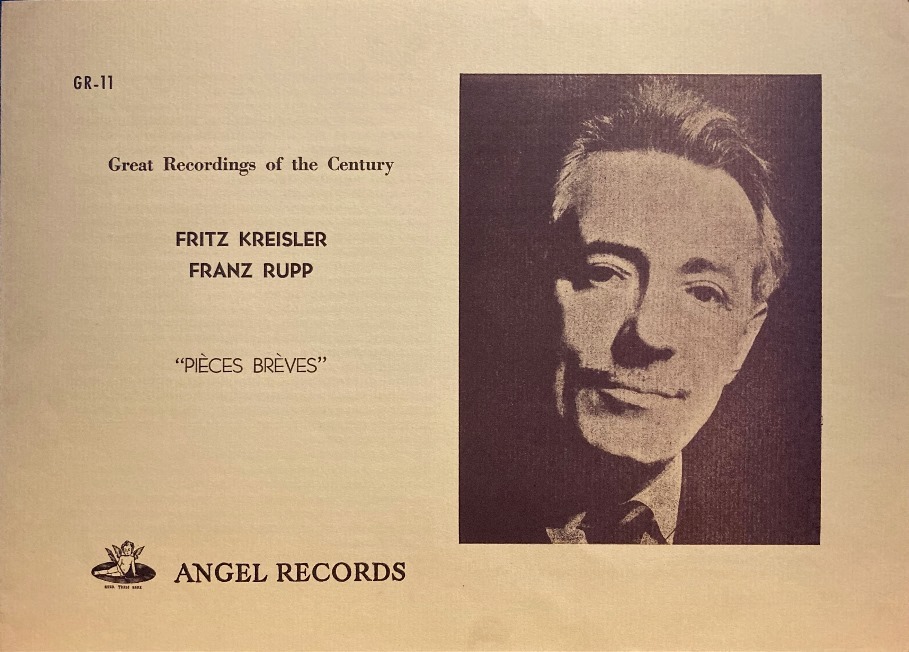 GR-11
Great Recordings of the Century
FRITZ KREISLER
FRANZ RUPP
“PIÈCES BRÈVES”
ANGEL RECORDS